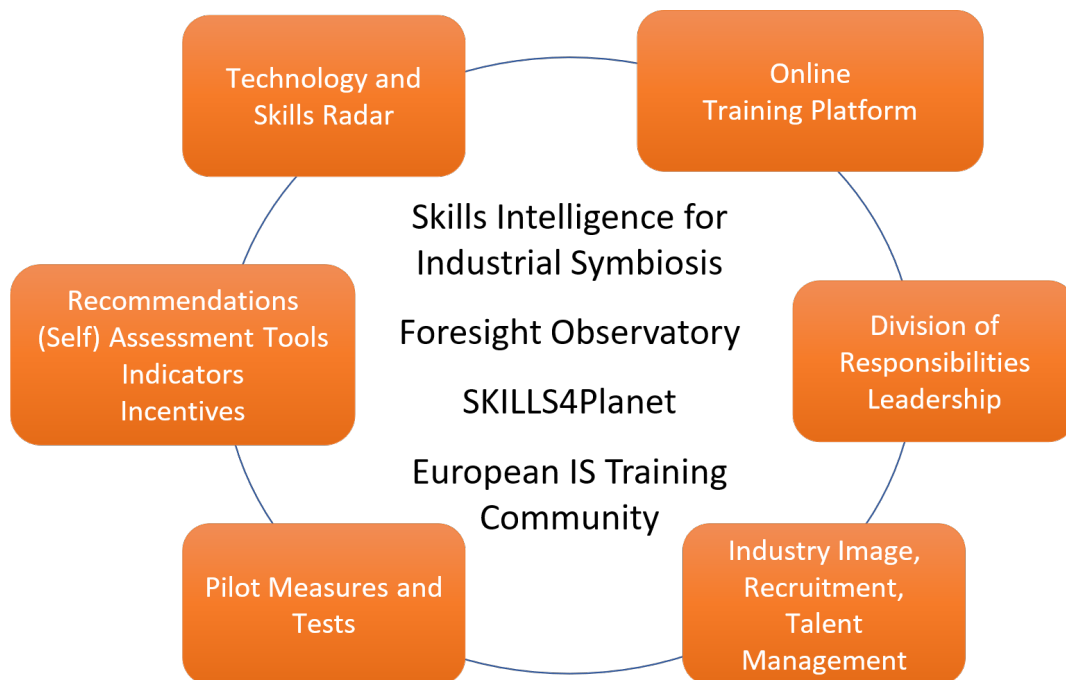 Technology and
Skills Radar
Online
Training Platform
Skills Intelligence for
Industrial Symbiosis
Foresight Observatory
SKILLS4Planet
European IS Training
Community
Recommendations
(Self) Assessment Tools
Indicators
Incentives
Division of
Responsibilities
Leadership
Pilot Measures and
Tests
Industry Image,
Recruitment,
Talent
Management